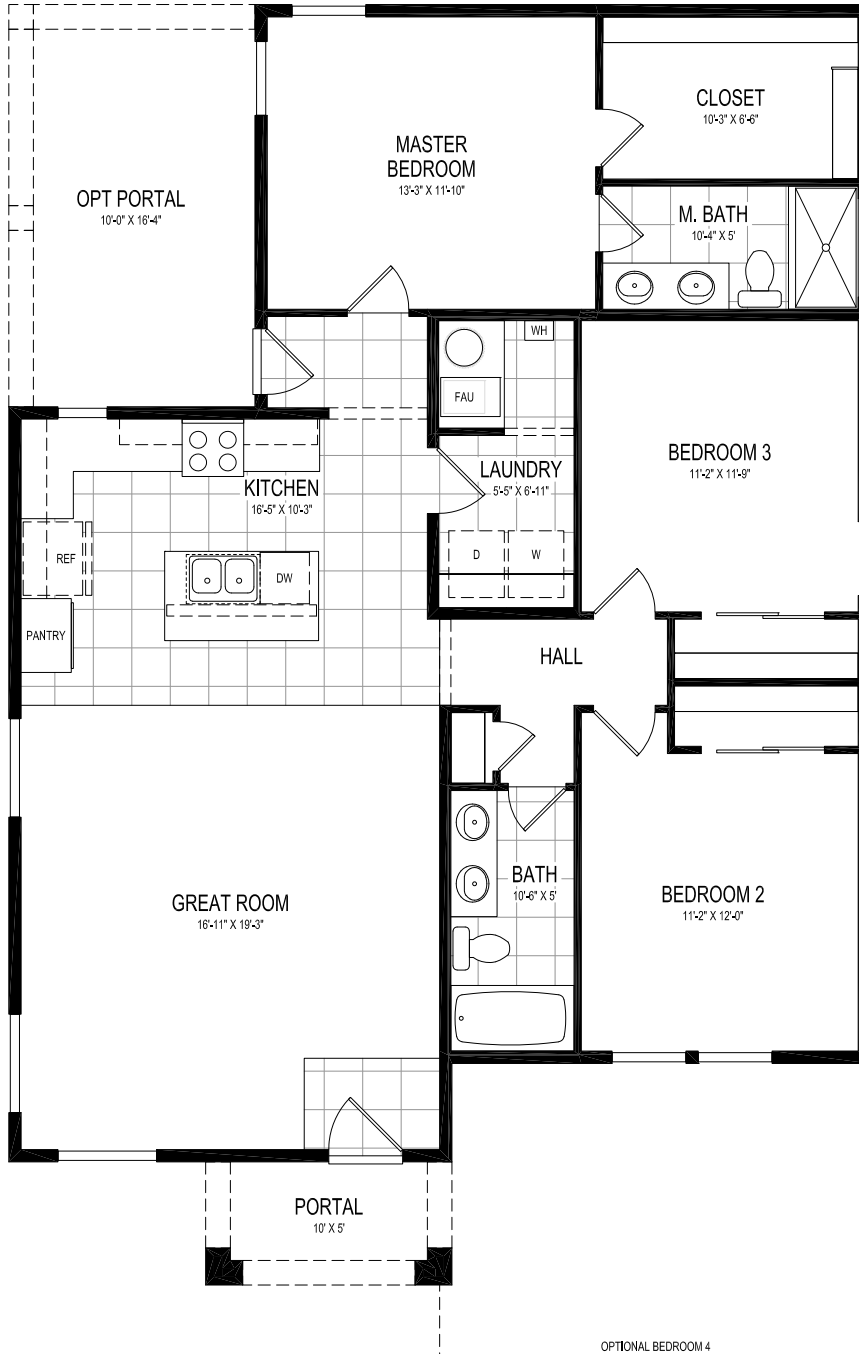 CLOSET
10'-3" X 6'-6"
MASTER
BEDROOM
13'-3" X 11'-10"
OPT PORTAL
10'-0" X 16'-4"
M. BATH
10'-4" X 5'
WH
FAU
BEDROOM 3
11'-2" X 11'-9"
LAUNDRY
5'-5" X 6'-11"
KITCHEN
16'-5" X 10'-3"
D
W
REF
DW
PANTRY
HALL
BATH
10'-6" X 5'
BEDROOM 2
11'-2" X 12'-0"
GREAT ROOM
16'-11" X 19'-3"
PORTAL
10' X 5'
OPTIONAL BEDROOM 4